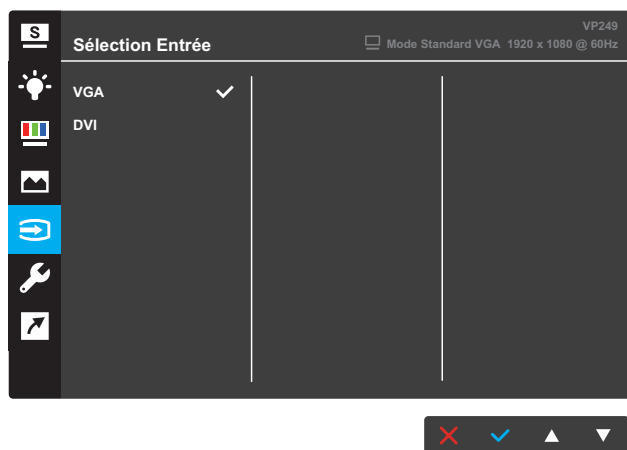 S
VP249
Sélection Entrée
Mode Standard VGA 1920 x 1080 @ 60Hz
VGA
DVI